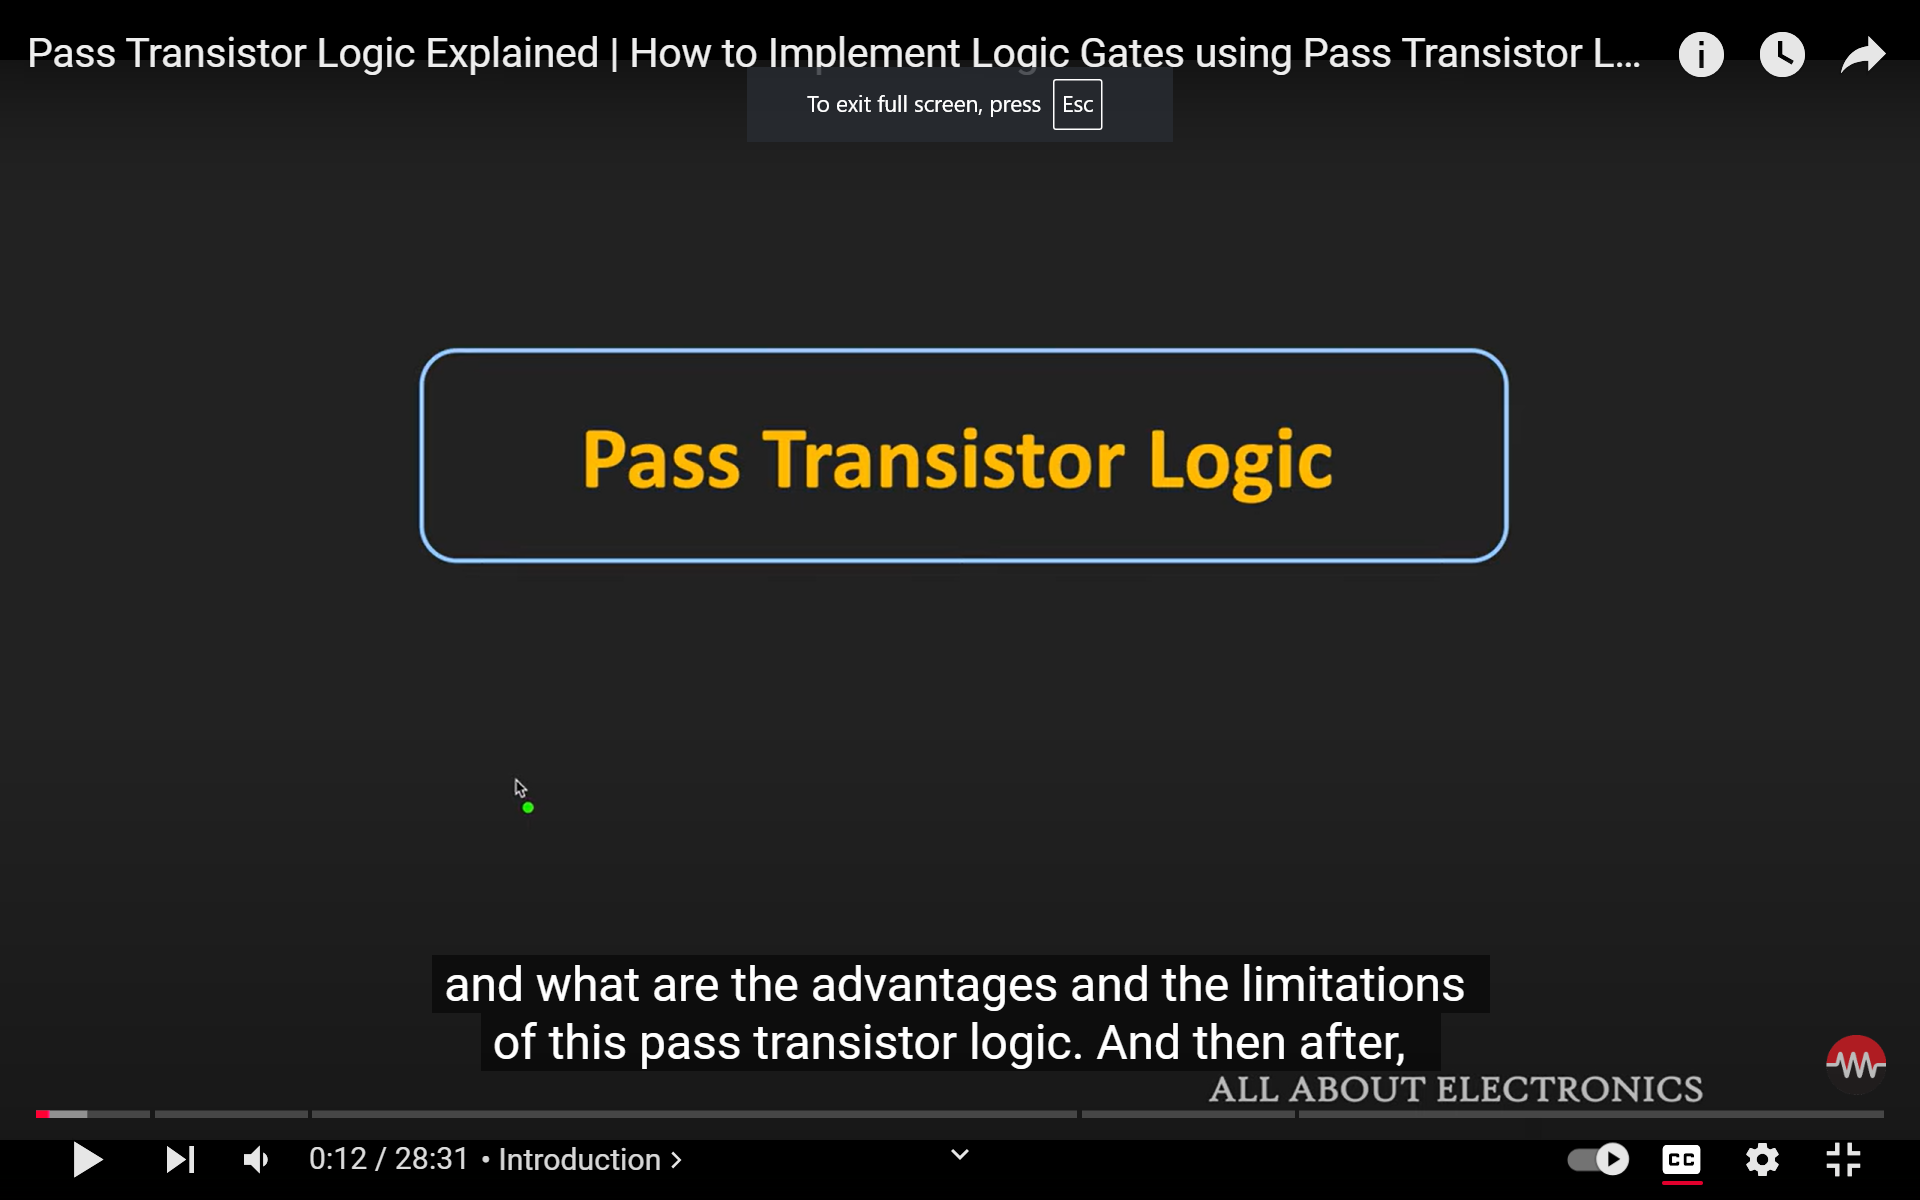 Pass Transistor Logic Explained | How to Implement Logic Gates using Pass Transistor L...
To exit full screen, press Esc
Pass Transistor Logic
and what are the advantages and the limitations
of this pass transistor logic. And then after,
ALL ABOUT ELECTRONICS
0:12 / 28:31 • Introduction >
CC